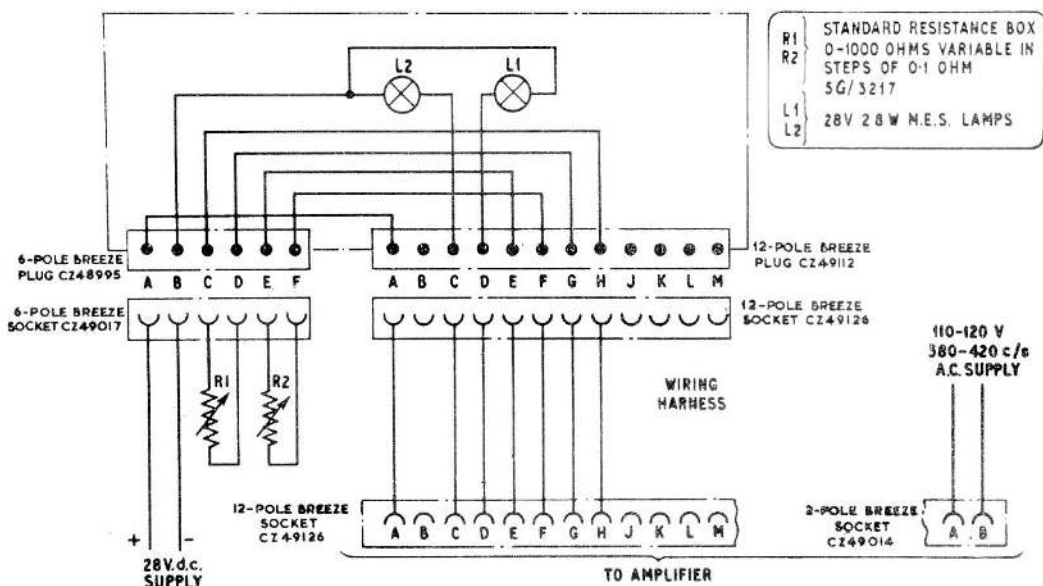 R1
R2
STANDARD RESISTANCE BOX
0-1000 OHMS VARIABLE IN
STEPS OF 0·1 OHM
5G/3217
L1
L2
28V 28W M.E.S. LAMPS
L2
L1
6-POLE BREEZE
PLUG CZ48995
12-POLE BREEZE
PLUG CZ49112
A B C D E F
A B C D E F G H J K L M
6-POLE BREEZE
SOCKET CZ49017
12-POLE BREEZE
SOCKET CZ49126
R1
R2
WIRING
HARNESS
110-120 V
380-420 c/s
A.C. SUPPLY
12-POLE BREEZE
SOCKET
CZ49126
A B C D E F G H J K L M
2-POLE BREEZE
SOCKET
CZ49014
A B
+ −
28V.d.c.
SUPPLY
TO AMPLIFIER